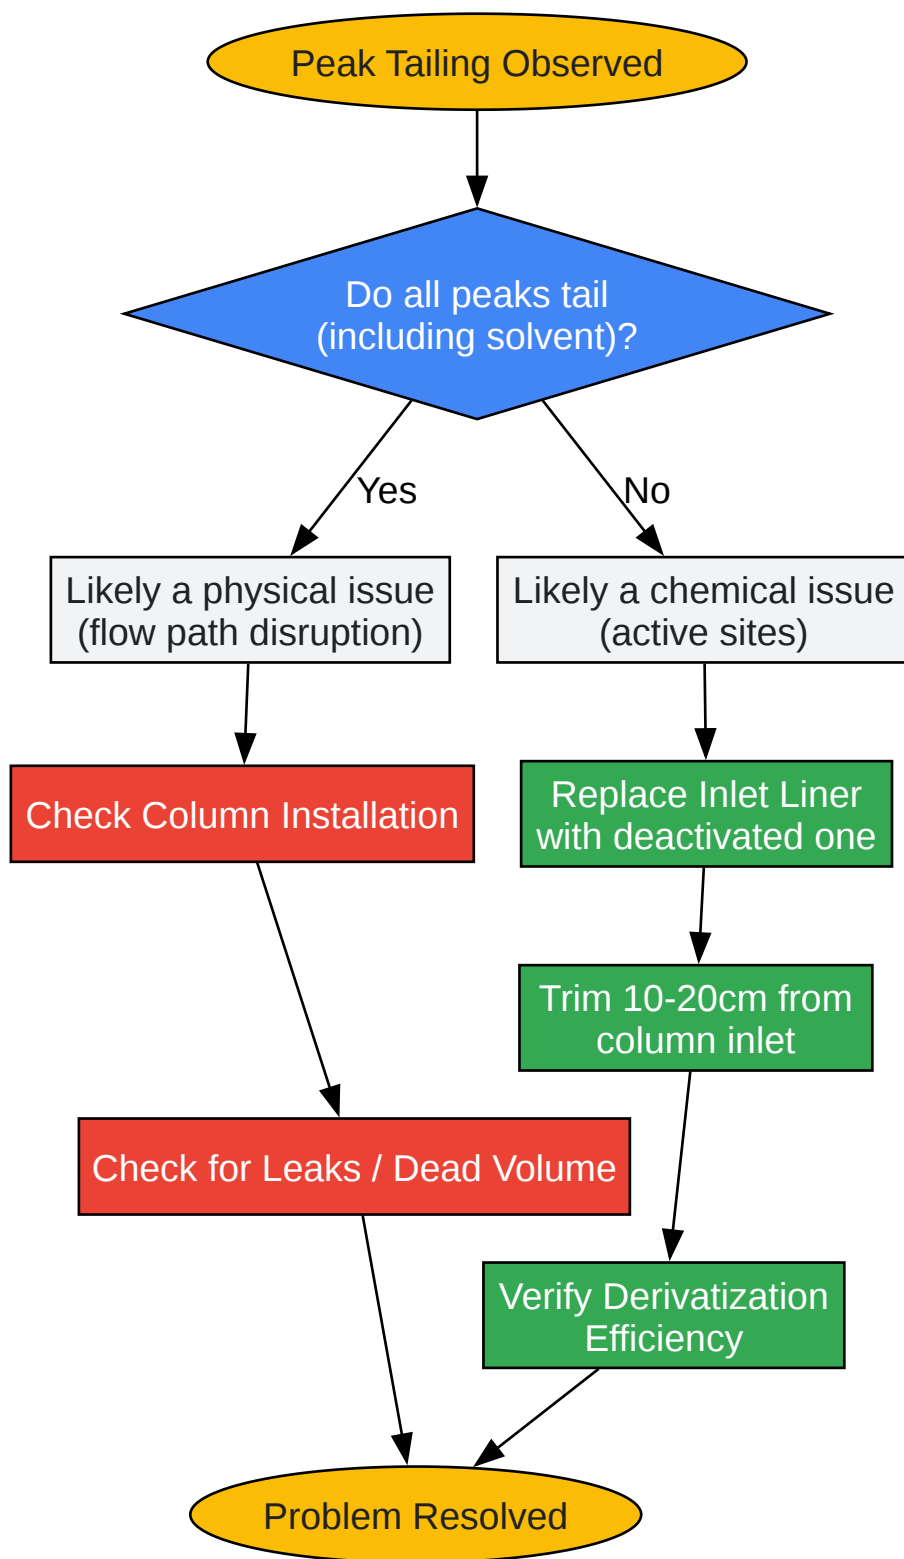 Peak Tailing Observed
Do all peaks tail
(including solvent)?
Yes
No
Likely a physical issue
(flow path disruption)
Likely a chemical issue
(active sites)
Check Column Installation
Replace Inlet Liner
with deactivated one
Trim 10-20cm from
column inlet
Check for Leaks / Dead Volume
Verify Derivatization
Efficiency
Problem Resolved